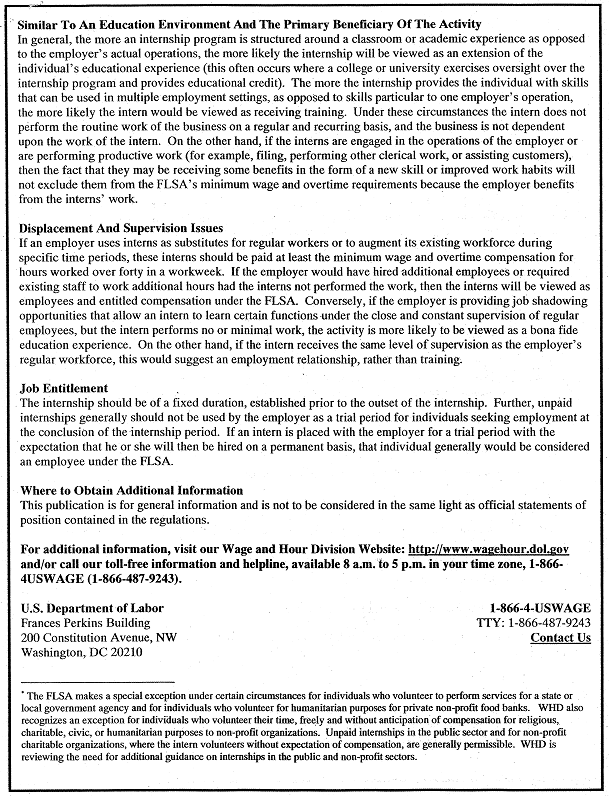 Similar To An Education Environment And The Primary Beneficiary Of The Activity
In general, the more an internship program is structured around a classroom or academic experience as opposed
to the employer's actual operations, the more likely the internship will be viewed as an extension of the
individual's educational experience (this often occurs where a college or university exercises oversight over the
internship program and provides educational credit). The more the internship provides the individual with skills
that can be used in multiple employment settings, as opposed to skills particular to one employer's operation,
the more likely the intern would be viewed as receiving training. Under these circumstances the intern does not
perform the routine work of the business on a regular and recurring basis, and the business is not dependent
upon the work of the intern. On the other hand, if the interns are engaged in the operations of the employer or
are performing productive work (for example, filing, performing other clerical work, or assisting customers),
then the fact that they may be receiving some benefits in the form of a new skill or improved work habits will
not exclude them from the FLSA's minimum wage and overtime requirements because the employer benefits
from the interns' work.
Displacement And Supervision Issues
If an employer uses interns as substitutes for regular workers or to augment its existing workforce during
specific time periods, these interns should be paid at least the minimum wage and overtime compensation for
hours worked over forty in a workweek. If the employer would have hired additional employees or required
existing staff to work additional hours had the interns not performed the work, then the interns will be viewed as
employees and entitled compensation under the FLSA. Conversely, if the employer is providing job shadowing
opportunities that allow an intern to learn certain functions under the close and constant supervision of regular
employees, but the intern performs no or minimal work, the activity is more likely to be viewed as a bona fide
education experience. On the other hand, if the intern receives the same level of supervision as the employer's
regular workforce, this would suggest an employment relationship, rather than training.
Job Entitlement
The internship should be of a fixed duration, established prior to the outset of the internship. Further, unpaid
internships generally should not be used by the employer as a trial period for individuals seeking employment at
the conclusion of the internship period. If an intern is placed with the employer for a trial period with the
expectation that he or she will then be hired on a permanent basis, that individual generally would be considered
an employee under the FLSA.
Where to Obtain Additional Information
This publication is for general information and is not to be considered in the same light as official statements of
position contained in the regulations.
For additional information, visit our Wage and Hour Division Website: http://www.wagehour.dol.gov
and/or call our toll-free information and helpline, available 8 a.m. to 5 p.m. in your time zone, 1-866-
4USWAGE (1-866-487-9243).
U.S. Department of Labor 1-866-4-USWAGE
Frances Perkins Building TTY: 1-866-487-9243
200 Constitution Avenue, NW Contact Us
Washington, DC 20210
* The FLSA makes a special exception under certain circumstances for individuals who volunteer to perform services for a state or
local government agency and for individuals who volunteer for humanitarian purposes for private non-profit food banks. WHD also
recognizes an exception for individuals who volunteer their time, freely and without anticipation of compensation for religious,
charitable, civic, or humanitarian purposes to non-profit organizations. Unpaid internships in the public sector and for non-profit
charitable organizations, where the intern volunteers without expectation of compensation, are generally permissible. WHD is
reviewing the need for additional guidance on internships in the public and non-profit sectors.